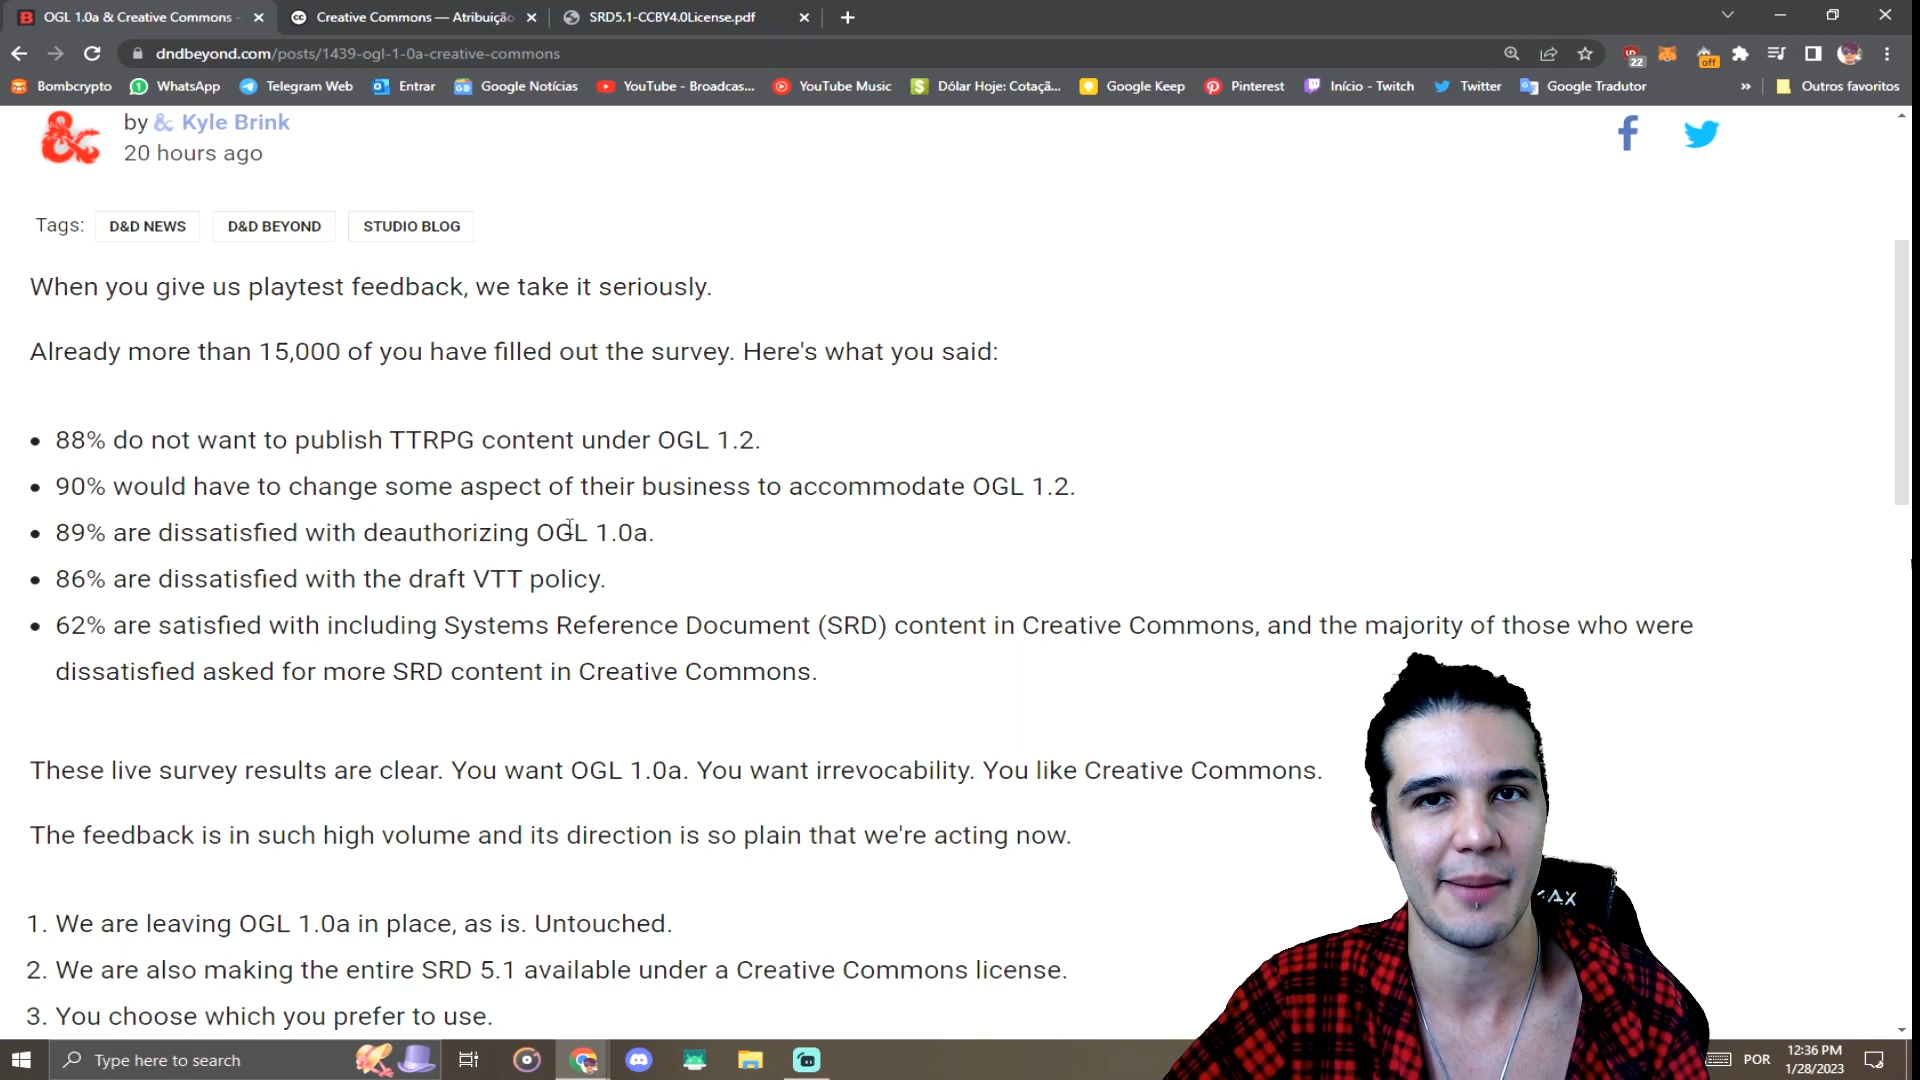 OGL 1.0a & Creative Commons -
Creative Commons — Atribuição
SRD5.1-CCBY4.0License.pdf
dndbeyond.com/posts/1439-ogl-1-0a-creative-commons
22
off
Bombcrypto
WhatsApp
Telegram Web
Entrar
Google Notícias
YouTube - Broadcas...
YouTube Music
Dólar Hoje: Cotaçã...
Google Keep
Pinterest
Início - Twitch
Twitter
Google Tradutor
»
Outros favoritos
by & Kyle Brink
20 hours ago
Tags: D&D NEWS D&D BEYOND STUDIO BLOG
When you give us playtest feedback, we take it seriously.
Already more than 15,000 of you have filled out the survey. Here's what you said:
• 88% do not want to publish TTRPG content under OGL 1.2.
• 90% would have to change some aspect of their business to accommodate OGL 1.2.
• 89% are dissatisfied with deauthorizing OGL 1.0a.
• 86% are dissatisfied with the draft VTT policy.
• 62% are satisfied with including Systems Reference Document (SRD) content in Creative Commons, and the majority of those who were
dissatisfied asked for more SRD content in Creative Commons.
These live survey results are clear. You want OGL 1.0a. You want irrevocability. You like Creative Commons.
The feedback is in such high volume and its direction is so plain that we're acting now.
1. We are leaving OGL 1.0a in place, as is. Untouched.
2. We are also making the entire SRD 5.1 available under a Creative Commons license.
3. You choose which you prefer to use.
Type here to search
POR
12:36 PM
1/28/2023